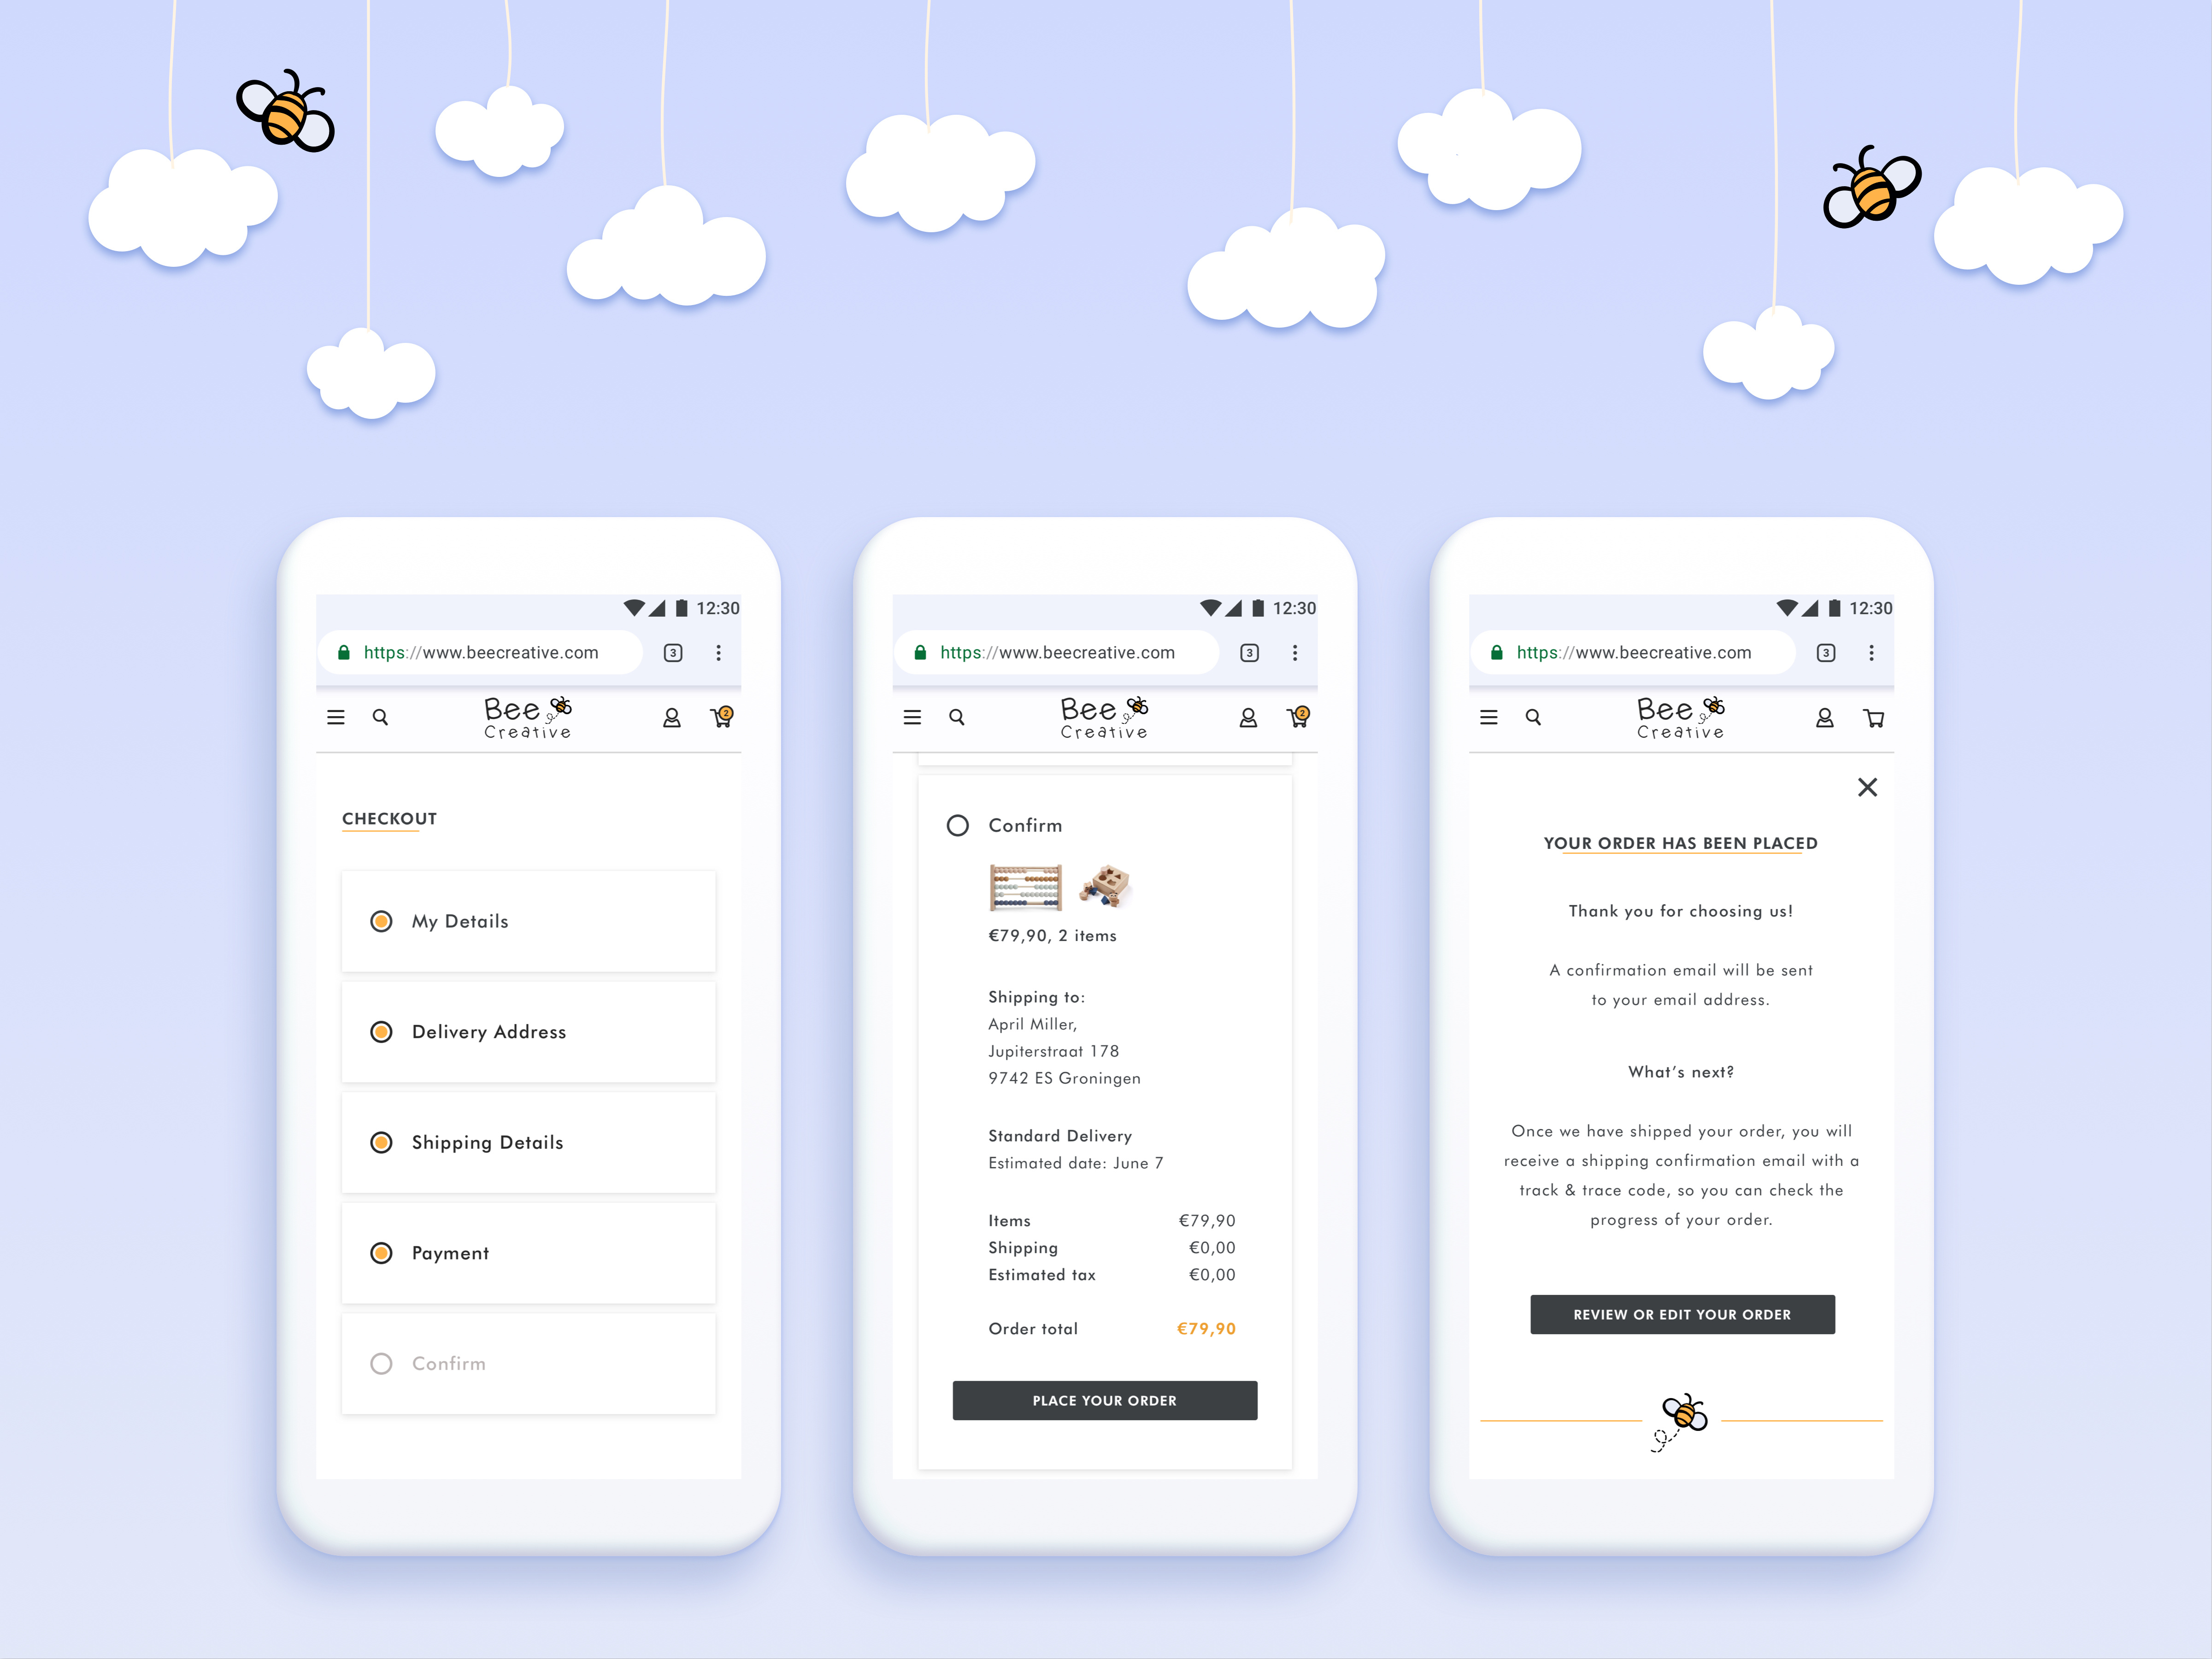 12:30
https://www.beecreative.com
3
Bee
Creative
2
CHECKOUT
My Details
Delivery Address
Shipping Details
Payment
Confirm
12:30
https://www.beecreative.com
3
Bee
Creative
2
Confirm
€79,90, 2 items
Shipping to:
April Miller,
Jupiterstraat 178
9742 ES Groningen
Standard Delivery
Estimated date: June 7
Items €79,90
Shipping €0,00
Estimated tax €0,00
Order total €79,90
PLACE YOUR ORDER
12:30
https://www.beecreative.com
3
Bee
Creative
YOUR ORDER HAS BEEN PLACED
Thank you for choosing us!
A confirmation email will be sent
to your email address.
What's next?
Once we have shipped your order, you will
receive a shipping confirmation email with a
track & trace code, so you can check the
progress of your order.
REVIEW OR EDIT YOUR ORDER